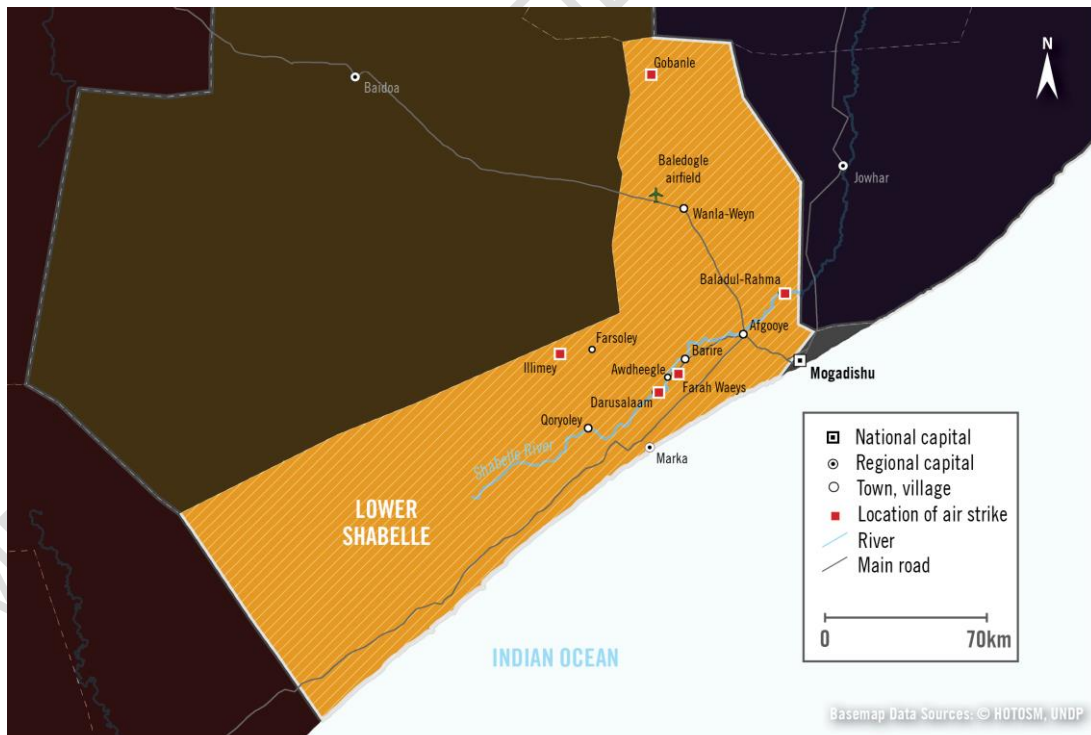 N
Gobanle
Baidoa
Baledogle
airfield
Jowhar
Wanla-Weyn
Baladul-Rahma
Afgooye
Farsoley
Barire
Illimey
Awdheegle
Mogadishu
Farah Waeys
Darusalaam
Qoryoley
Shabelle River
Marka
LOWER
SHABELLE
INDIAN OCEAN
National capital
Regional capital
Town, village
Location of air strike
River
Main road
0 70km
Basemap Data Sources: © HOTOSM, UNDP